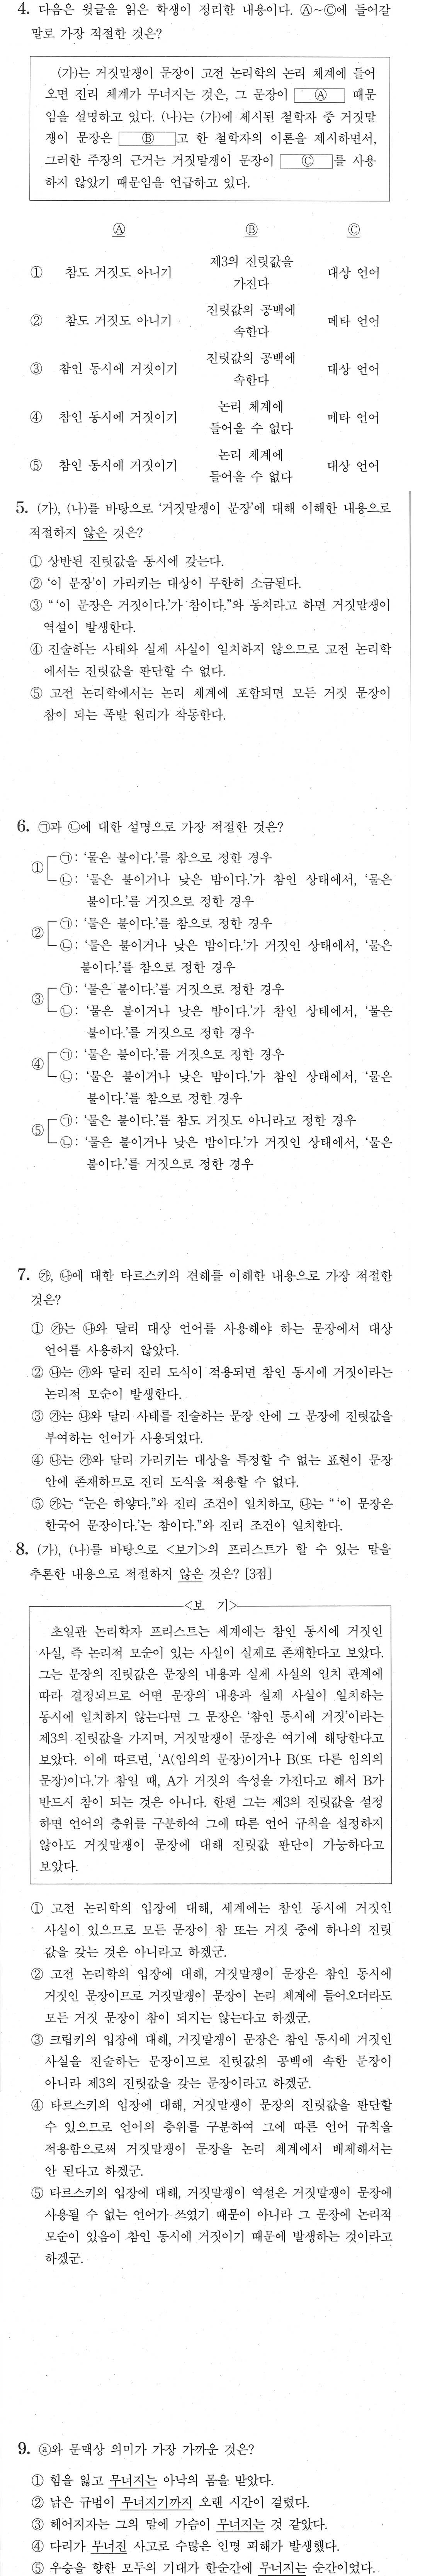 4. 다음은 윗글을 읽은 학생이 정리한 내용이다. Ⓐ~Ⓒ에 들어갈
말로 가장 적절한 것은?
(가)는 거짓말쟁이 문장이 고전 논리학의 논리 체계에 들어
오면 진리 체계가 무너지는 것은, 그 문장이 Ⓐ 때문
임을 설명하고 있다. (나)는 (가)에 제시된 철학자 중 거짓말
쟁이 문장은 Ⓑ 고 한 철학자의 이론을 제시하면서,
그러한 주장의 근거는 거짓말쟁이 문장이 Ⓒ 를 사용
하지 않았기 때문임을 언급하고 있다.
Ⓐ Ⓑ Ⓒ
① 참도 거짓도 아니기 제3의 진릿값을 가진다 대상 언어
② 참도 거짓도 아니기 진릿값의 공백에 속한다 메타 언어
③ 참인 동시에 거짓이기 진릿값의 공백에 속한다 대상 언어
④ 참인 동시에 거짓이기 논리 체계에 들어올 수 없다 메타 언어
⑤ 참인 동시에 거짓이기 논리 체계에 들어올 수 없다 대상 언어
5. (가), (나)를 바탕으로 '거짓말쟁이 문장'에 대해 이해한 내용으로
적절하지 않은 것은?
① 상반된 진릿값을 동시에 갖는다.
② '이 문장'이 가리키는 대상이 무한히 소급된다.
③ " '이 문장은 거짓이다.'가 참이다."와 동치라고 하면 거짓말쟁이
역설이 발생한다.
④ 진술하는 사태와 실제 사실이 일치하지 않으므로 고전 논리학
에서는 진릿값을 판단할 수 없다.
⑤ 고전 논리학에서는 논리 체계에 포함되면 모든 거짓 문장이
참이 되는 폭발 원리가 작동한다.
6. ㉠과 ㉡에 대한 설명으로 가장 적절한 것은?
① ㉠: '물은 불이다.'를 참으로 정한 경우
㉡: '물은 불이거나 낮은 밤이다.'가 참인 상태에서, '물은
불이다.'를 거짓으로 정한 경우
② ㉠: '물은 불이다.'를 참으로 정한 경우
㉡: '물은 불이거나 낮은 밤이다.'가 거짓인 상태에서, '물은
불이다.'를 참으로 정한 경우
③ ㉠: '물은 불이다.'를 거짓으로 정한 경우
㉡: '물은 불이거나 낮은 밤이다.'가 참인 상태에서, '물은
불이다.'를 거짓으로 정한 경우
④ ㉠: '물은 불이다.'를 거짓으로 정한 경우
㉡: '물은 불이거나 낮은 밤이다.'가 참인 상태에서, '물은
불이다.'를 참으로 정한 경우
⑤ ㉠: '물은 불이다.'를 참도 거짓도 아니라고 정한 경우
㉡: '물은 불이거나 낮은 밤이다.'가 거짓인 상태에서, '물은
불이다.'를 거짓으로 정한 경우
7. ㉮, ㉯에 대한 타르스키의 견해를 이해한 내용으로 가장 적절한
것은?
① ㉮는 ㉯와 달리 대상 언어를 사용해야 하는 문장에서 대상
언어를 사용하지 않았다.
② ㉯는 ㉮와 달리 진리 도식이 적용되면 참인 동시에 거짓이라는
논리적 모순이 발생한다.
③ ㉮는 ㉯와 달리 사태를 진술하는 문장 안에 그 문장에 진릿값을
부여하는 언어가 사용되었다.
④ ㉯는 ㉮와 달리 가리키는 대상을 특정할 수 없는 표현이 문장
안에 존재하므로 진리 도식을 적용할 수 없다.
⑤ ㉮는 "눈은 하얗다."와 진리 조건이 일치하고, ㉯는 " '이 문장은
한국어 문장이다.'는 참이다."와 진리 조건이 일치한다.
8. (가), (나)를 바탕으로 <보기>의 프리스트가 할 수 있는 말을
추론한 내용으로 적절하지 않은 것은? [3점]
<보 기>
초일관 논리학자 프리스트는 세계에는 참인 동시에 거짓인
사실, 즉 논리적 모순이 있는 사실이 실제로 존재한다고 보았다.
그는 문장의 진릿값은 문장의 내용과 실제 사실의 일치 관계에
따라 결정되므로 어떤 문장의 내용과 실제 사실이 일치하는
동시에 일치하지 않는다면 그 문장은 '참인 동시에 거짓'이라는
제3의 진릿값을 가지며, 거짓말쟁이 문장은 여기에 해당한다고
보았다. 이에 따르면, 'A(임의의 문장)이거나 B(또 다른 임의의
문장)이다.'가 참일 때, A가 거짓의 속성을 가진다고 해서 B가
반드시 참이 되는 것은 아니다. 한편 그는 제3의 진릿값을 설정
하면 언어의 층위를 구분하여 그에 따른 언어 규칙을 설정하지
않아도 거짓말쟁이 문장에 대해 진릿값 판단이 가능하다고
보았다.
① 고전 논리학의 입장에 대해, 세계에는 참인 동시에 거짓인
사실이 있으므로 모든 문장이 참 또는 거짓 중에 하나의 진릿
값을 갖는 것은 아니라고 하겠군.
② 고전 논리학의 입장에 대해, 거짓말쟁이 문장은 참인 동시에
거짓인 문장이므로 거짓말쟁이 문장이 논리 체계에 들어오더라도
모든 거짓 문장이 참이 되지는 않는다고 하겠군.
③ 크립키의 입장에 대해, 거짓말쟁이 문장은 참인 동시에 거짓인
사실을 진술하는 문장이므로 진릿값의 공백에 속한 문장이
아니라 제3의 진릿값을 갖는 문장이라고 하겠군.
④ 타르스키의 입장에 대해, 거짓말쟁이 문장의 진릿값을 판단할
수 있으므로 언어의 층위를 구분하여 그에 따른 언어 규칙을
적용함으로써 거짓말쟁이 문장을 논리 체계에서 배제해서는
안 된다고 하겠군.
⑤ 타르스키의 입장에 대해, 거짓말쟁이 역설은 거짓말쟁이 문장에
사용될 수 없는 언어가 쓰였기 때문이 아니라 그 문장에 논리적
모순이 있음이 참인 동시에 거짓이기 때문에 발생하는 것이라고
하겠군.
9. ⓐ와 문맥상 의미가 가장 가까운 것은?
① 힘을 잃고 무너지는 아낙의 몸을 받았다.
② 낡은 규범이 무너지기까지 오랜 시간이 걸렸다.
③ 헤어지자는 그의 말에 가슴이 무너지는 것 같았다.
④ 다리가 무너진 사고로 수많은 인명 피해가 발생했다.
⑤ 우승을 향한 모두의 기대가 한순간에 무너지는 순간이었다.